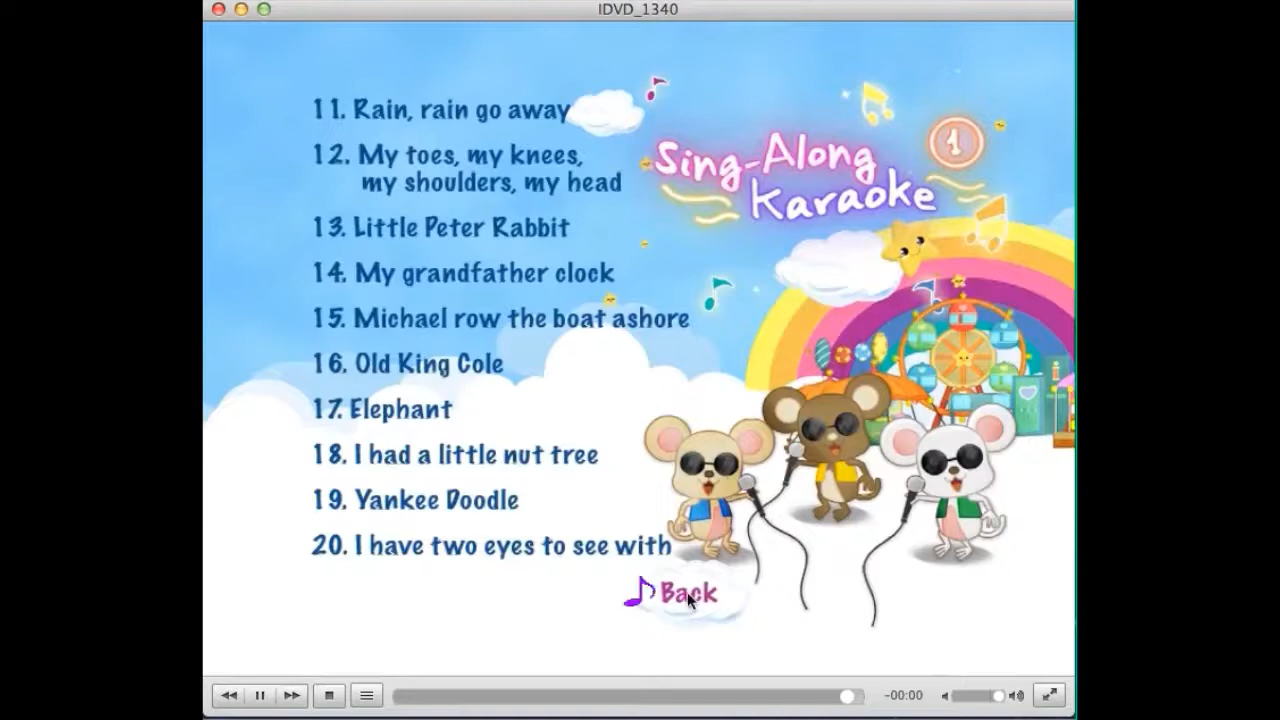 IDVD_1340
11. Rain, rain go away
12. My toes, my knees,
my shoulders, my head
13. Little Peter Rabbit
14. My grandfather clock
15. Michael row the boat ashore
16. Old King Cole
17. Elephant
18. I had a little nut tree
19. Yankee Doodle
20. I have two eyes to see with
Back
Sing-Along
Karaoke
1
-00:00